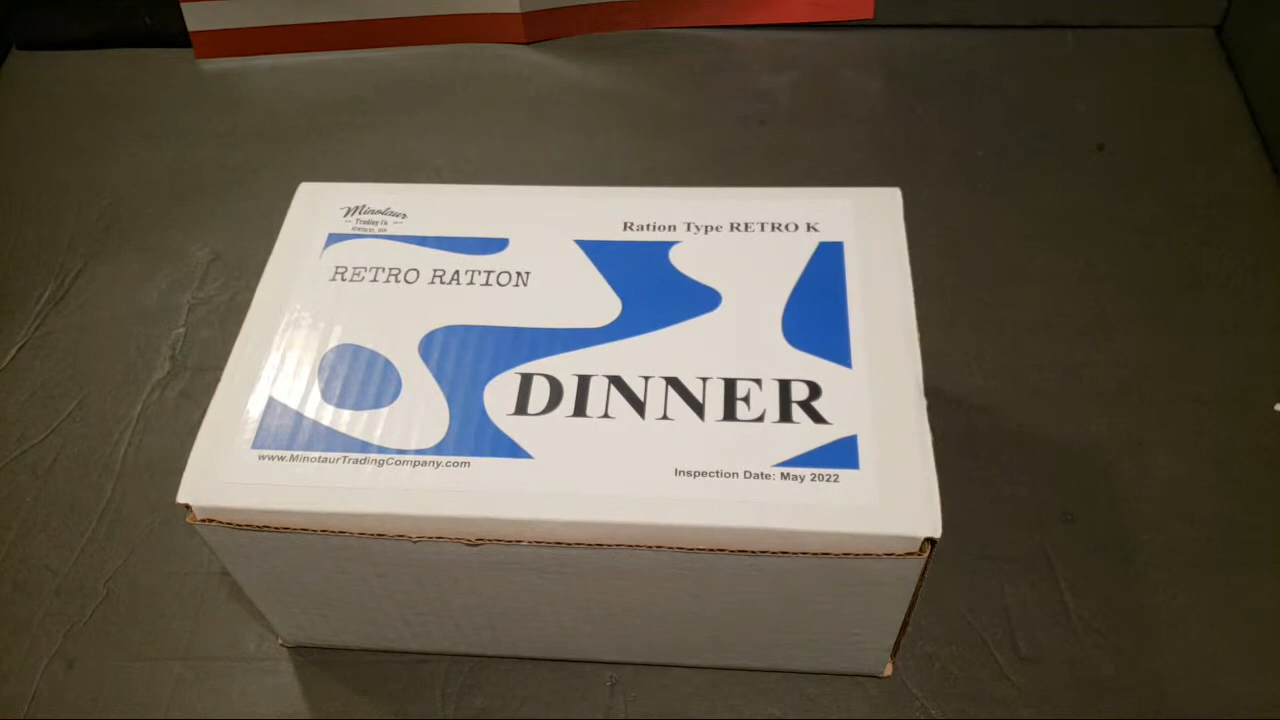 Minotaur
Trading Co.
Ration Type RETRO K
RETRO RATION
DINNER
www.MinotaurTradingCompany.com
Inspection Date: May 2022